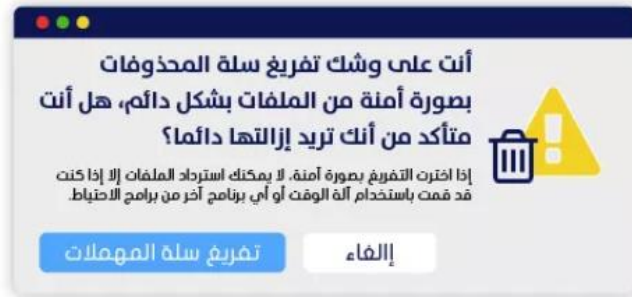 أنت على وشك تفريغ سلة المحذوفات
بصورة أمنة من الملفات بشكل دائم، هل أنت
متأكد من أنك تريد إزالتها دائما؟
إذا اخترت التفريغ بصورة آمنة، لا يمكنك استرداد الملفات إلا إذا كنت
قد قمت باستخدام آلة الوقت أو أي برنامج آخر من برامج الاحتياط.
إالغاء
تفريغ سلة المهملات